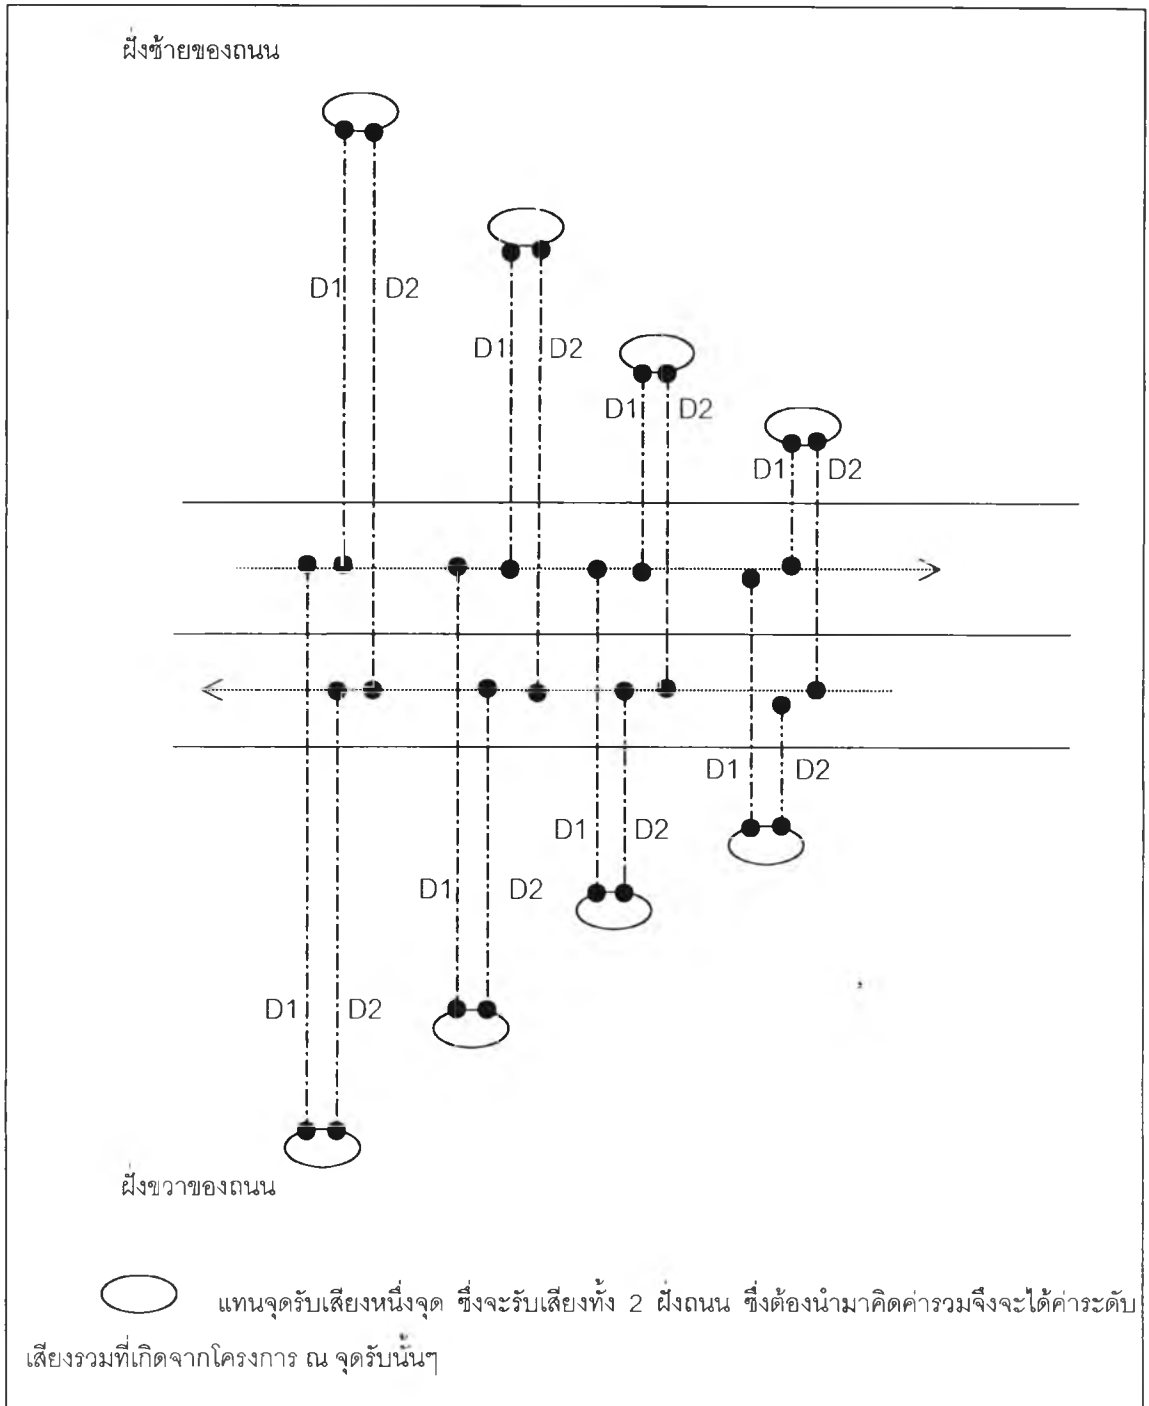 ฝั่งซ้ายของถนน
D1 D2
D1 D2
D1 D2
D1 D2
D1 D2
D1 D2
D1 D2
D1 D2
ฝั่งขวาของถนน
แทนจุดรับเสียงหนึ่งจุด ซึ่งจะรับเสียงทั้ง 2 ฝั่งถนน ซึ่งต้องนำมาคิดค่ารวมจึงจะได้ค่าระดับ
เสียงรวมที่เกิดจากโครงการ ณ จุดรับนั้นๆ